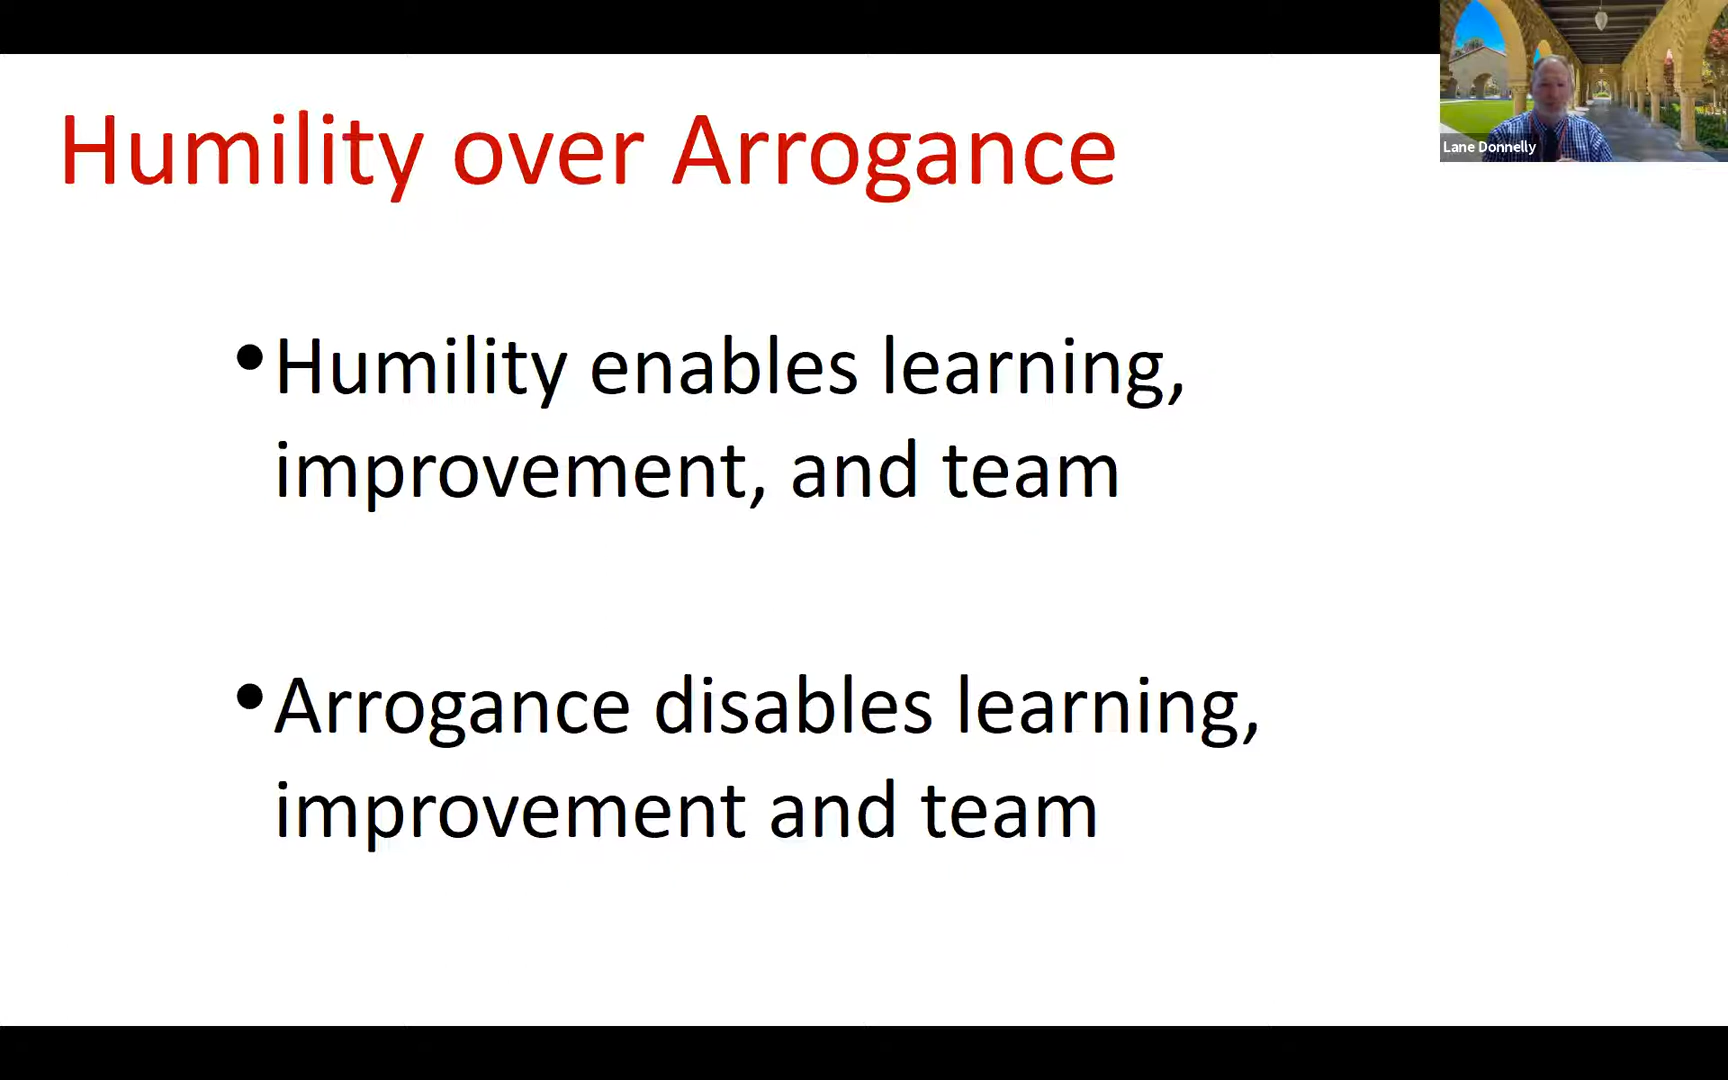 Humility over Arrogance
Lane Donnelly
•Humility enables learning,
improvement, and team
•Arrogance disables learning,
improvement and team